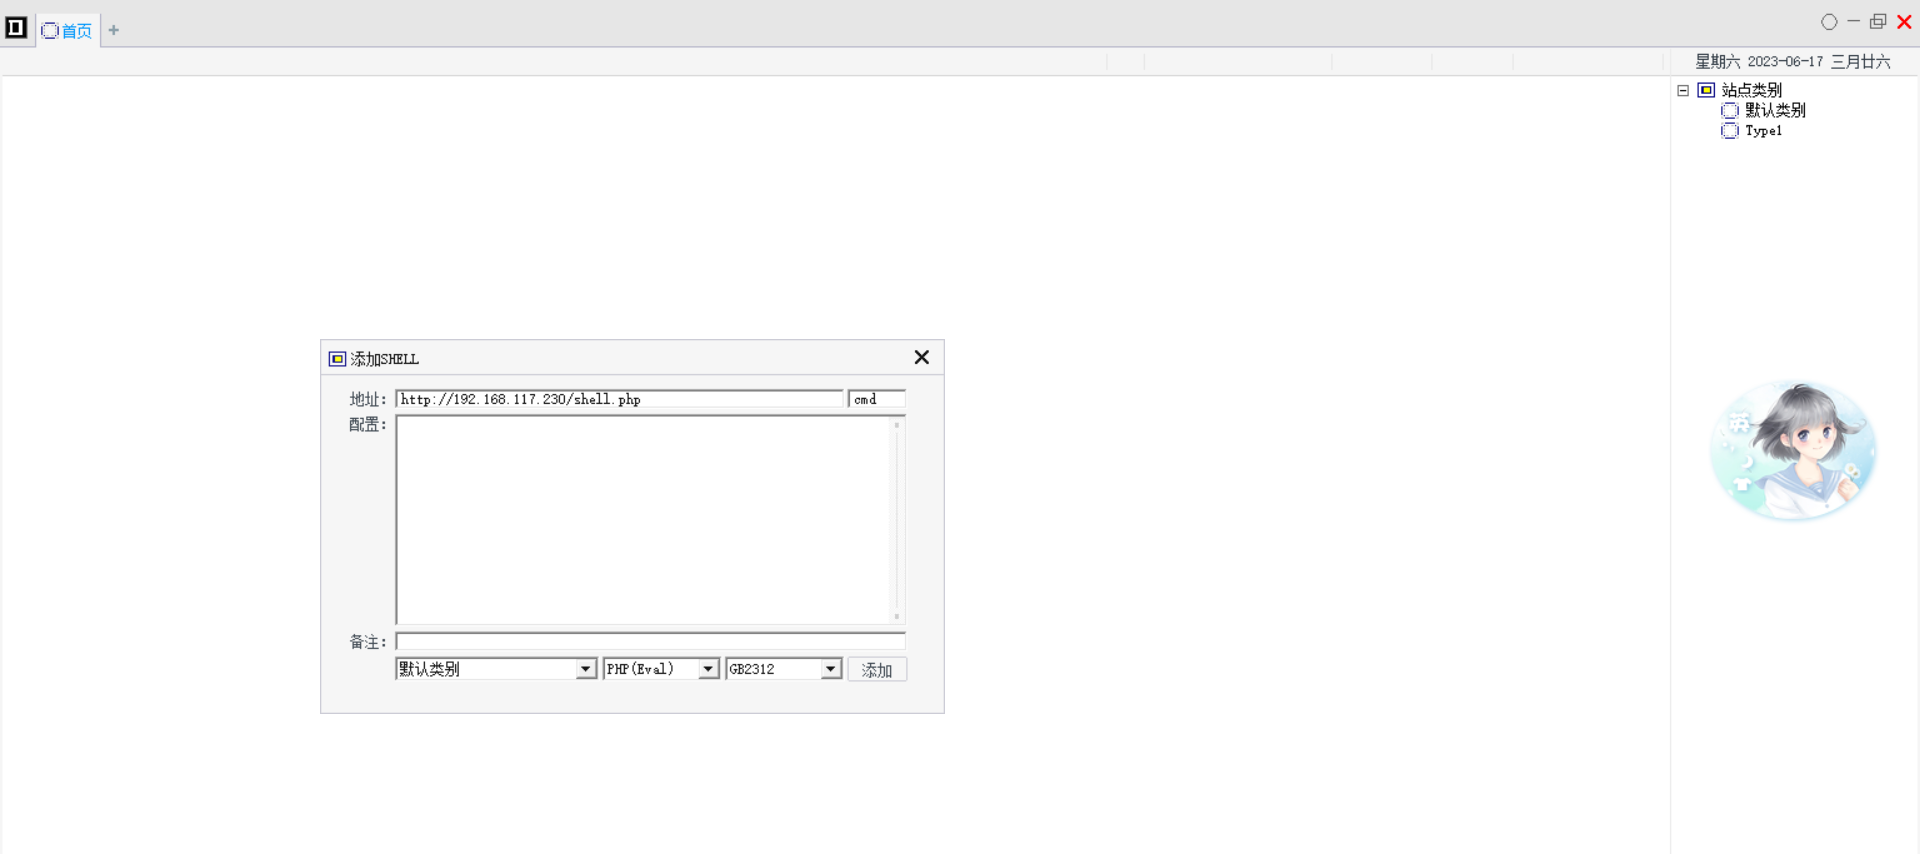 首页 +
星期六 2023-06-17 三月廿六
站点类别
默认类别
Type1
英
添加SHELL
地址: http://192.168.117.230/shell.php cmd
配置:
备注:
默认类别 PHP(Eval) GB2312 添加